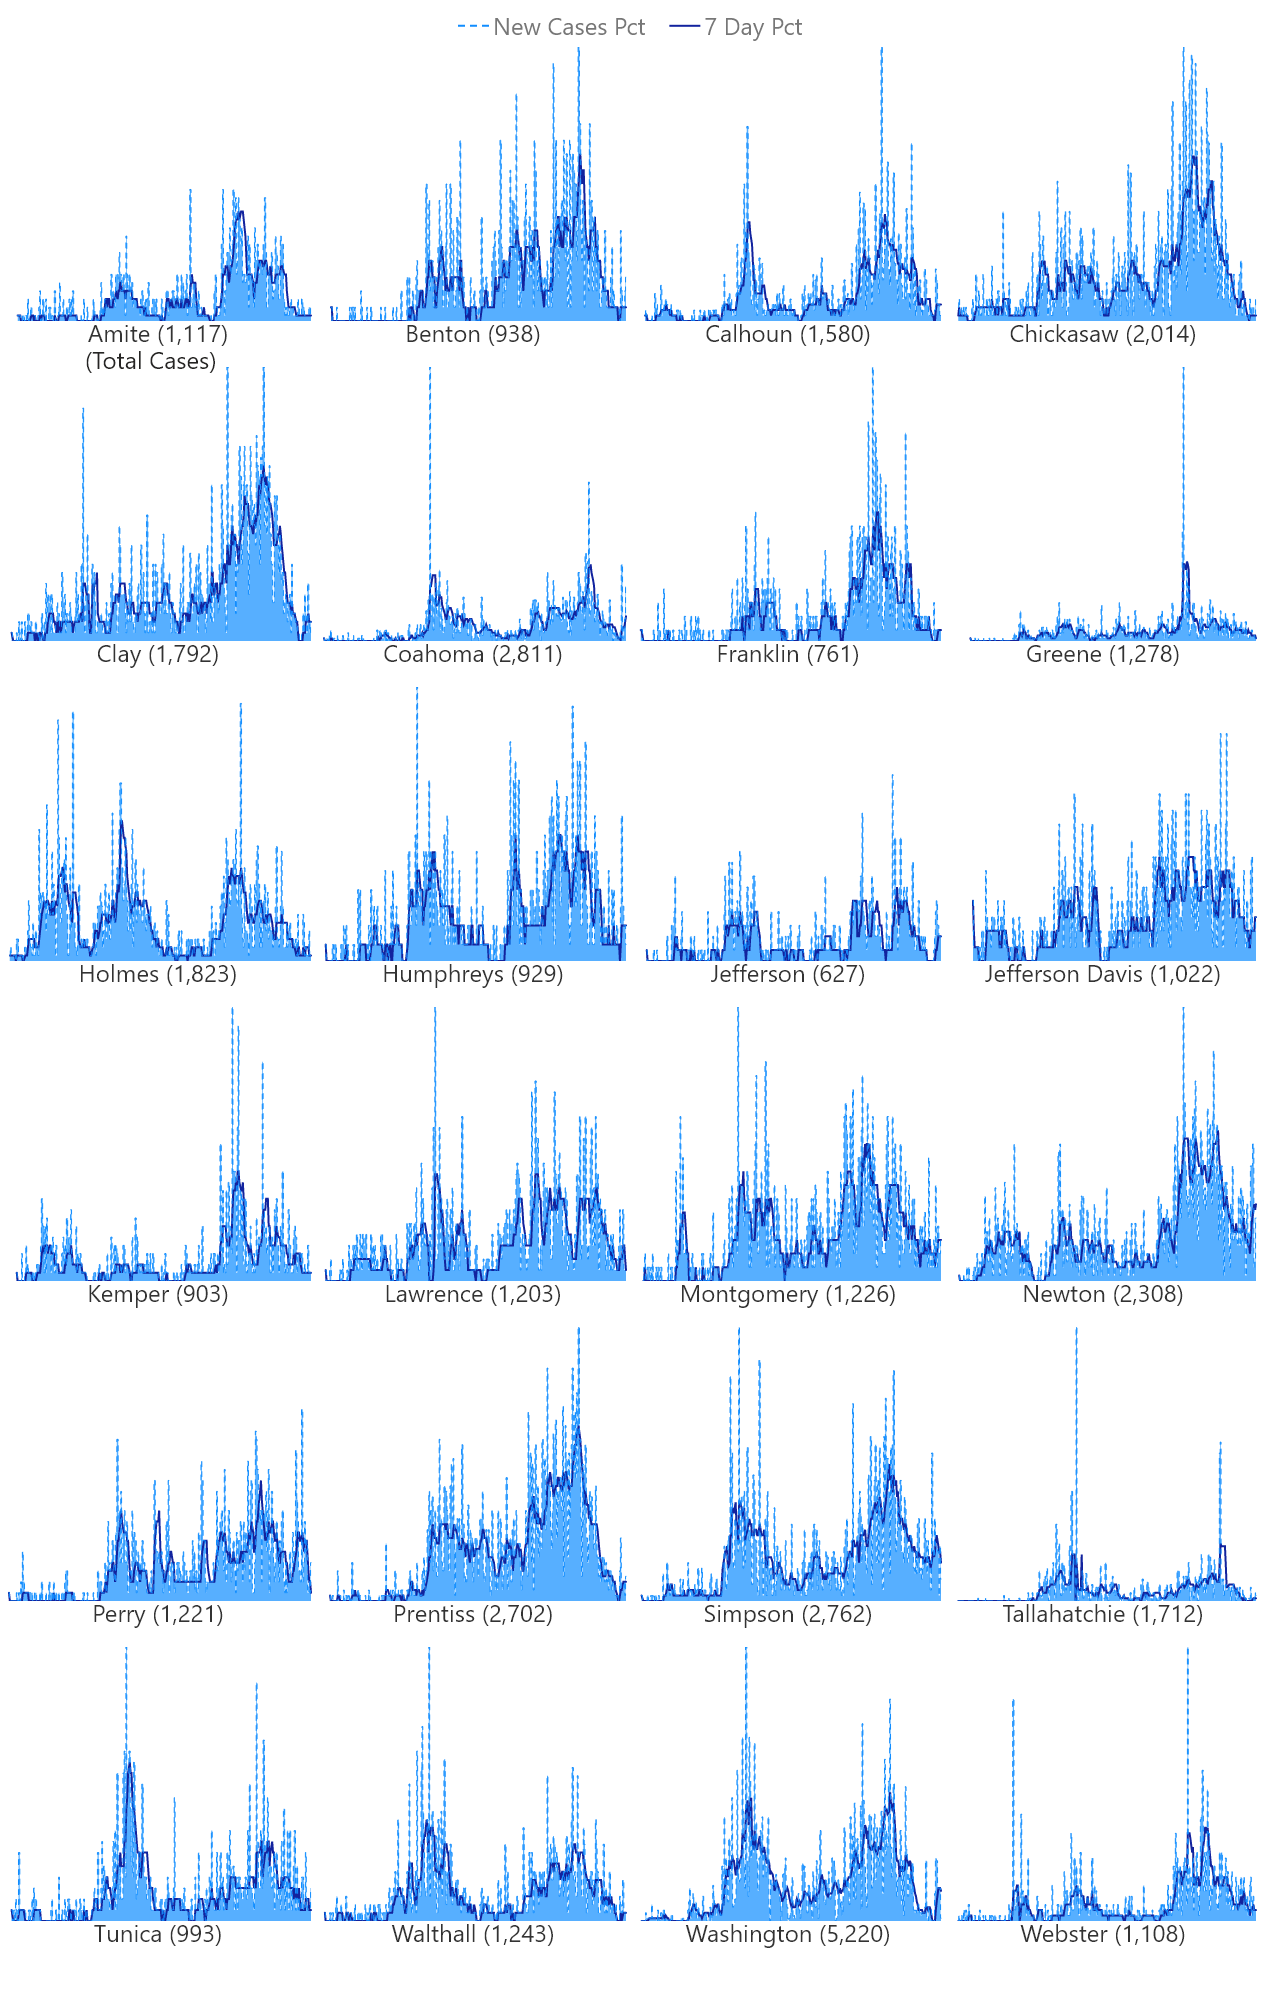 New Cases Pct 7 Day Pct
Amite (1,117) Benton (938) Calhoun (1,580) Chickasaw (2,014)
(Total Cases)
Clay (1,792) Coahoma (2,811) Franklin (761) Greene (1,278)
Holmes (1,823) Humphreys (929) Jefferson (627) Jefferson Davis (1,022)
Kemper (903) Lawrence (1,203) Montgomery (1,226) Newton (2,308)
Perry (1,221) Prentiss (2,702) Simpson (2,762) Tallahatchie (1,712)
Tunica (993) Walthall (1,243) Washington (5,220) Webster (1,108)